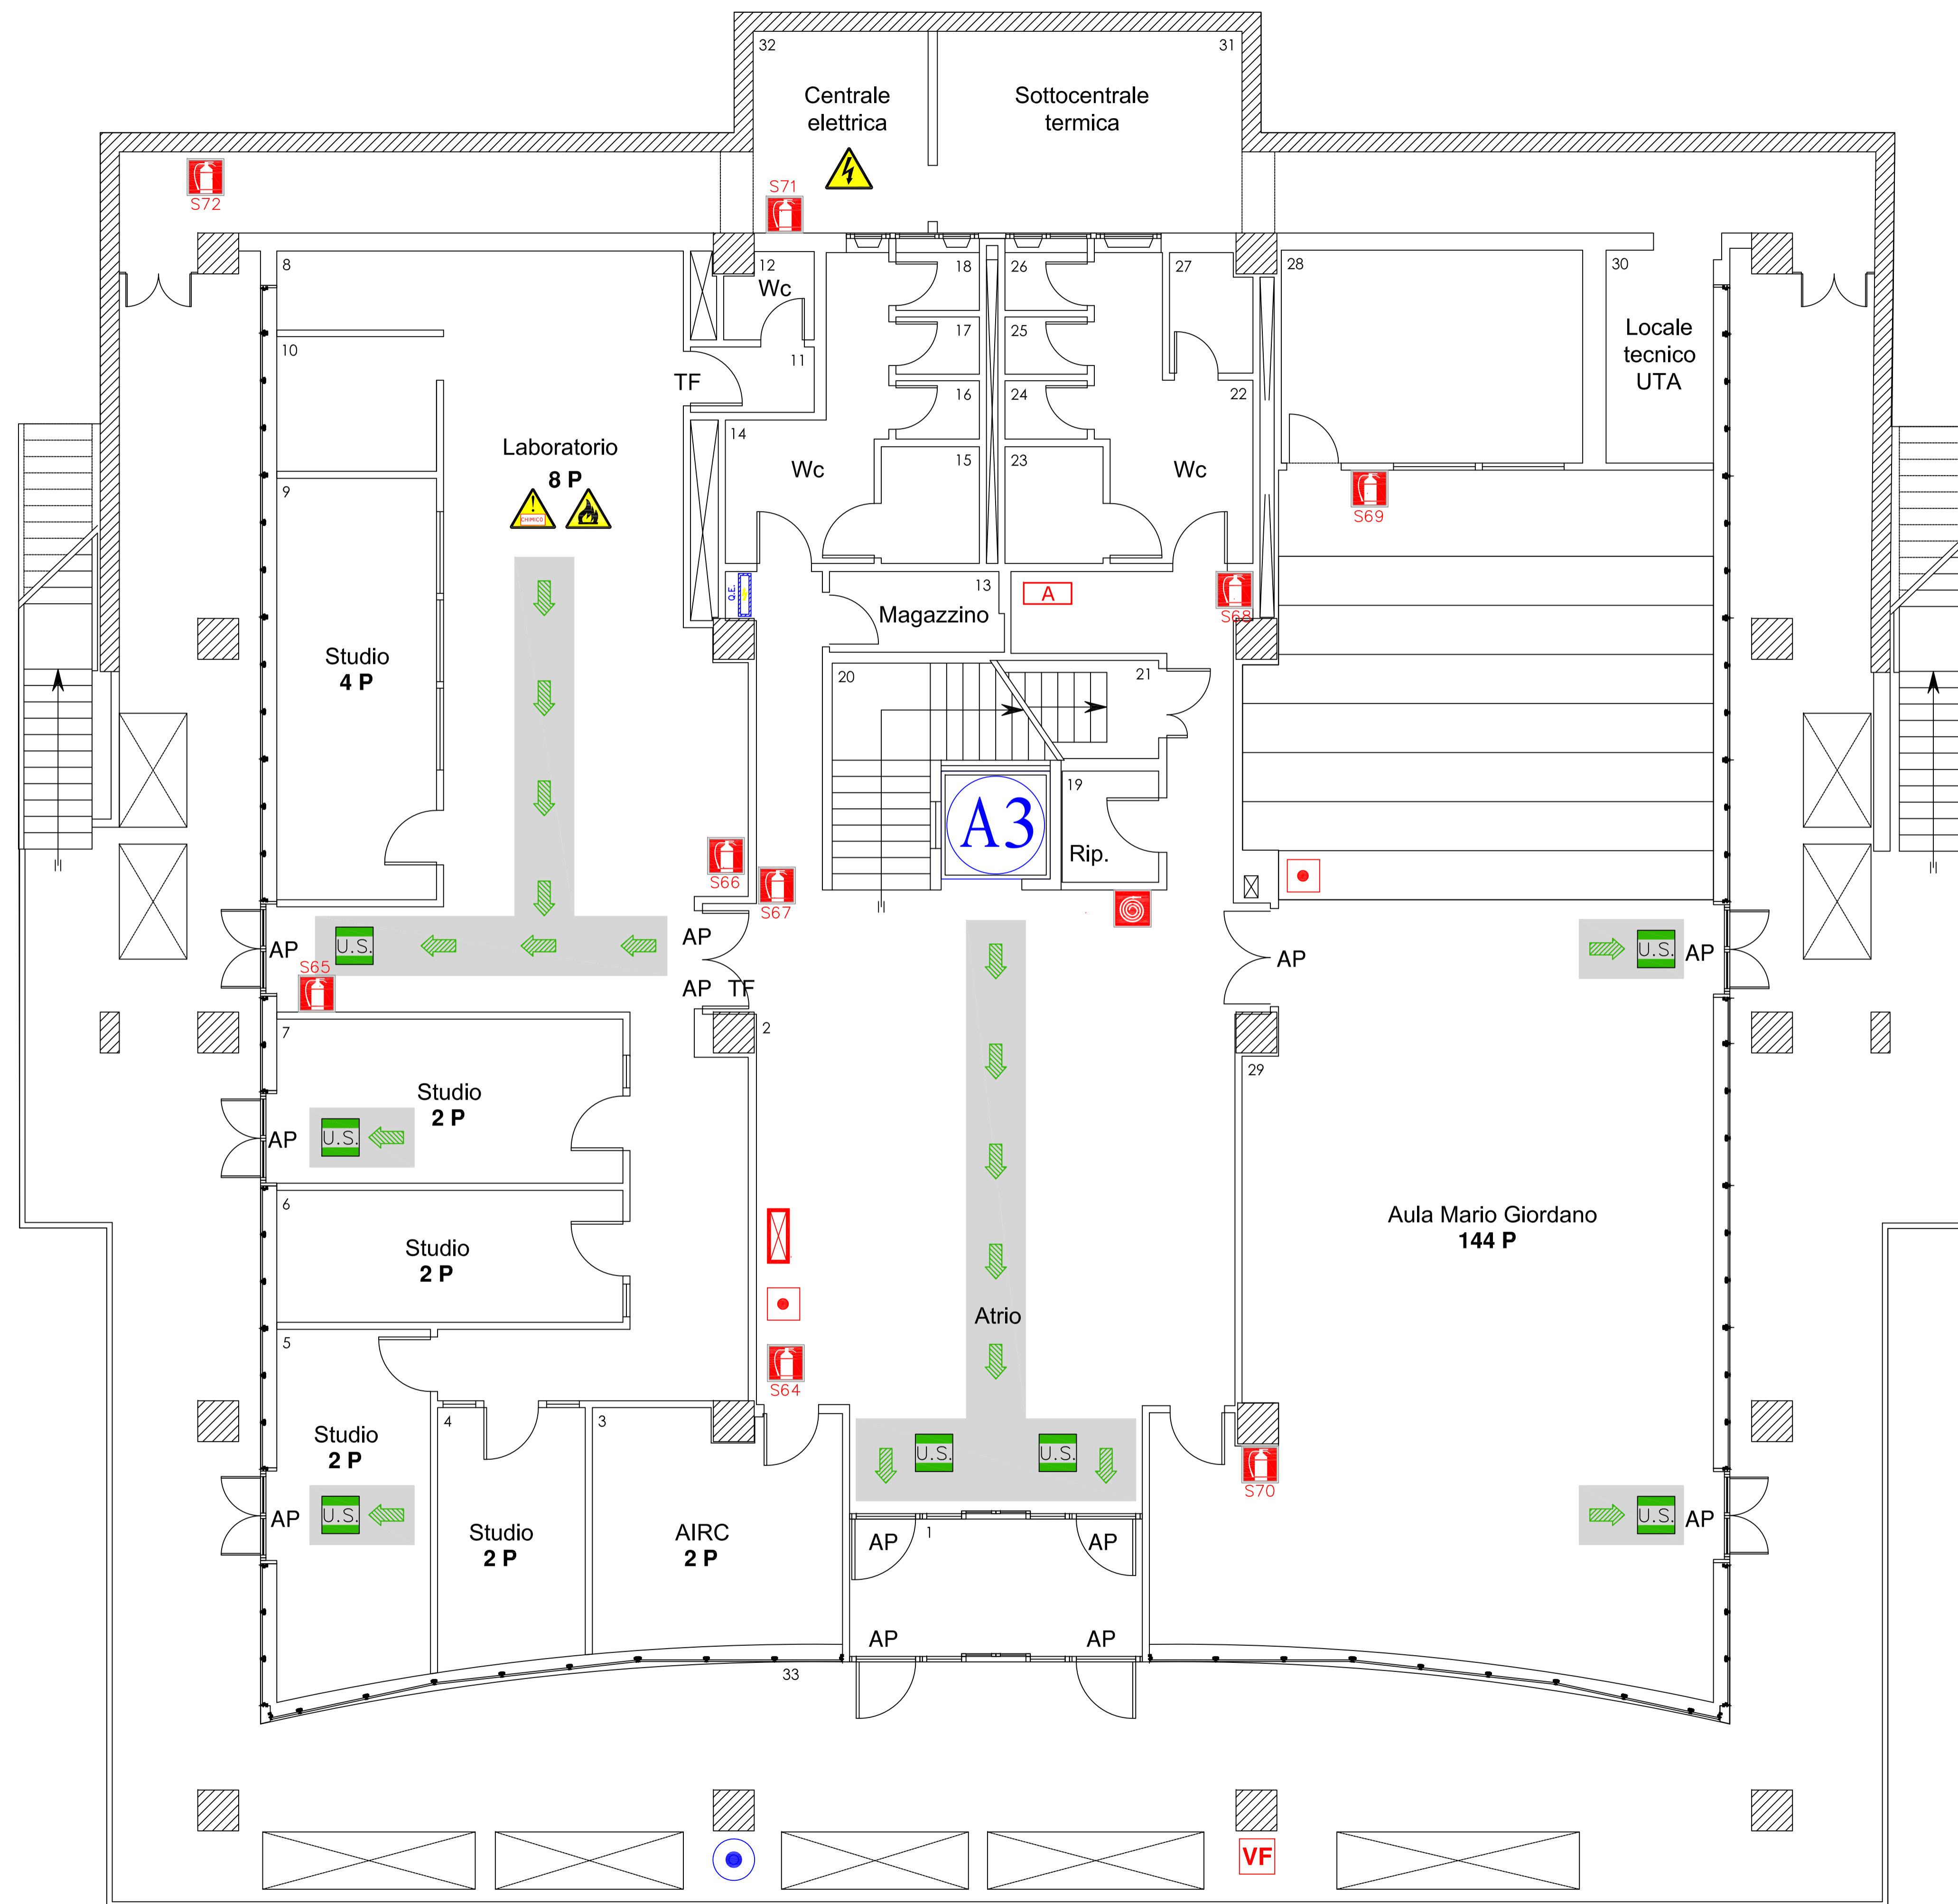 32
31
Centrale
elettrica
Sottocentrale
termica
S72
S71
8
12
Wc
18
26
27
28
30
10
11
17
25
Locale
tecnico
UTA
TF
16
24
22
14
Laboratorio
8 P
Wc
15
23
Wc
9
CHIMICO
S69
Q.E.
13
A
Magazzino
S68
Studio
4 P
20
21
19
A3
Rip.
S66
S67
AP
U.S.
AP
AP
U.S.
AP
S65
AP
TF
7
2
29
Studio
2 P
AP
U.S.
6
Aula Mario Giordano
144 P
Studio
2 P
Atrio
5
S64
4
3
Studio
2 P
U.S.
U.S.
S70
AP
U.S.
U.S.
AP
Studio
2 P
AIRC
2 P
AP
1
AP
AP
AP
33
VF